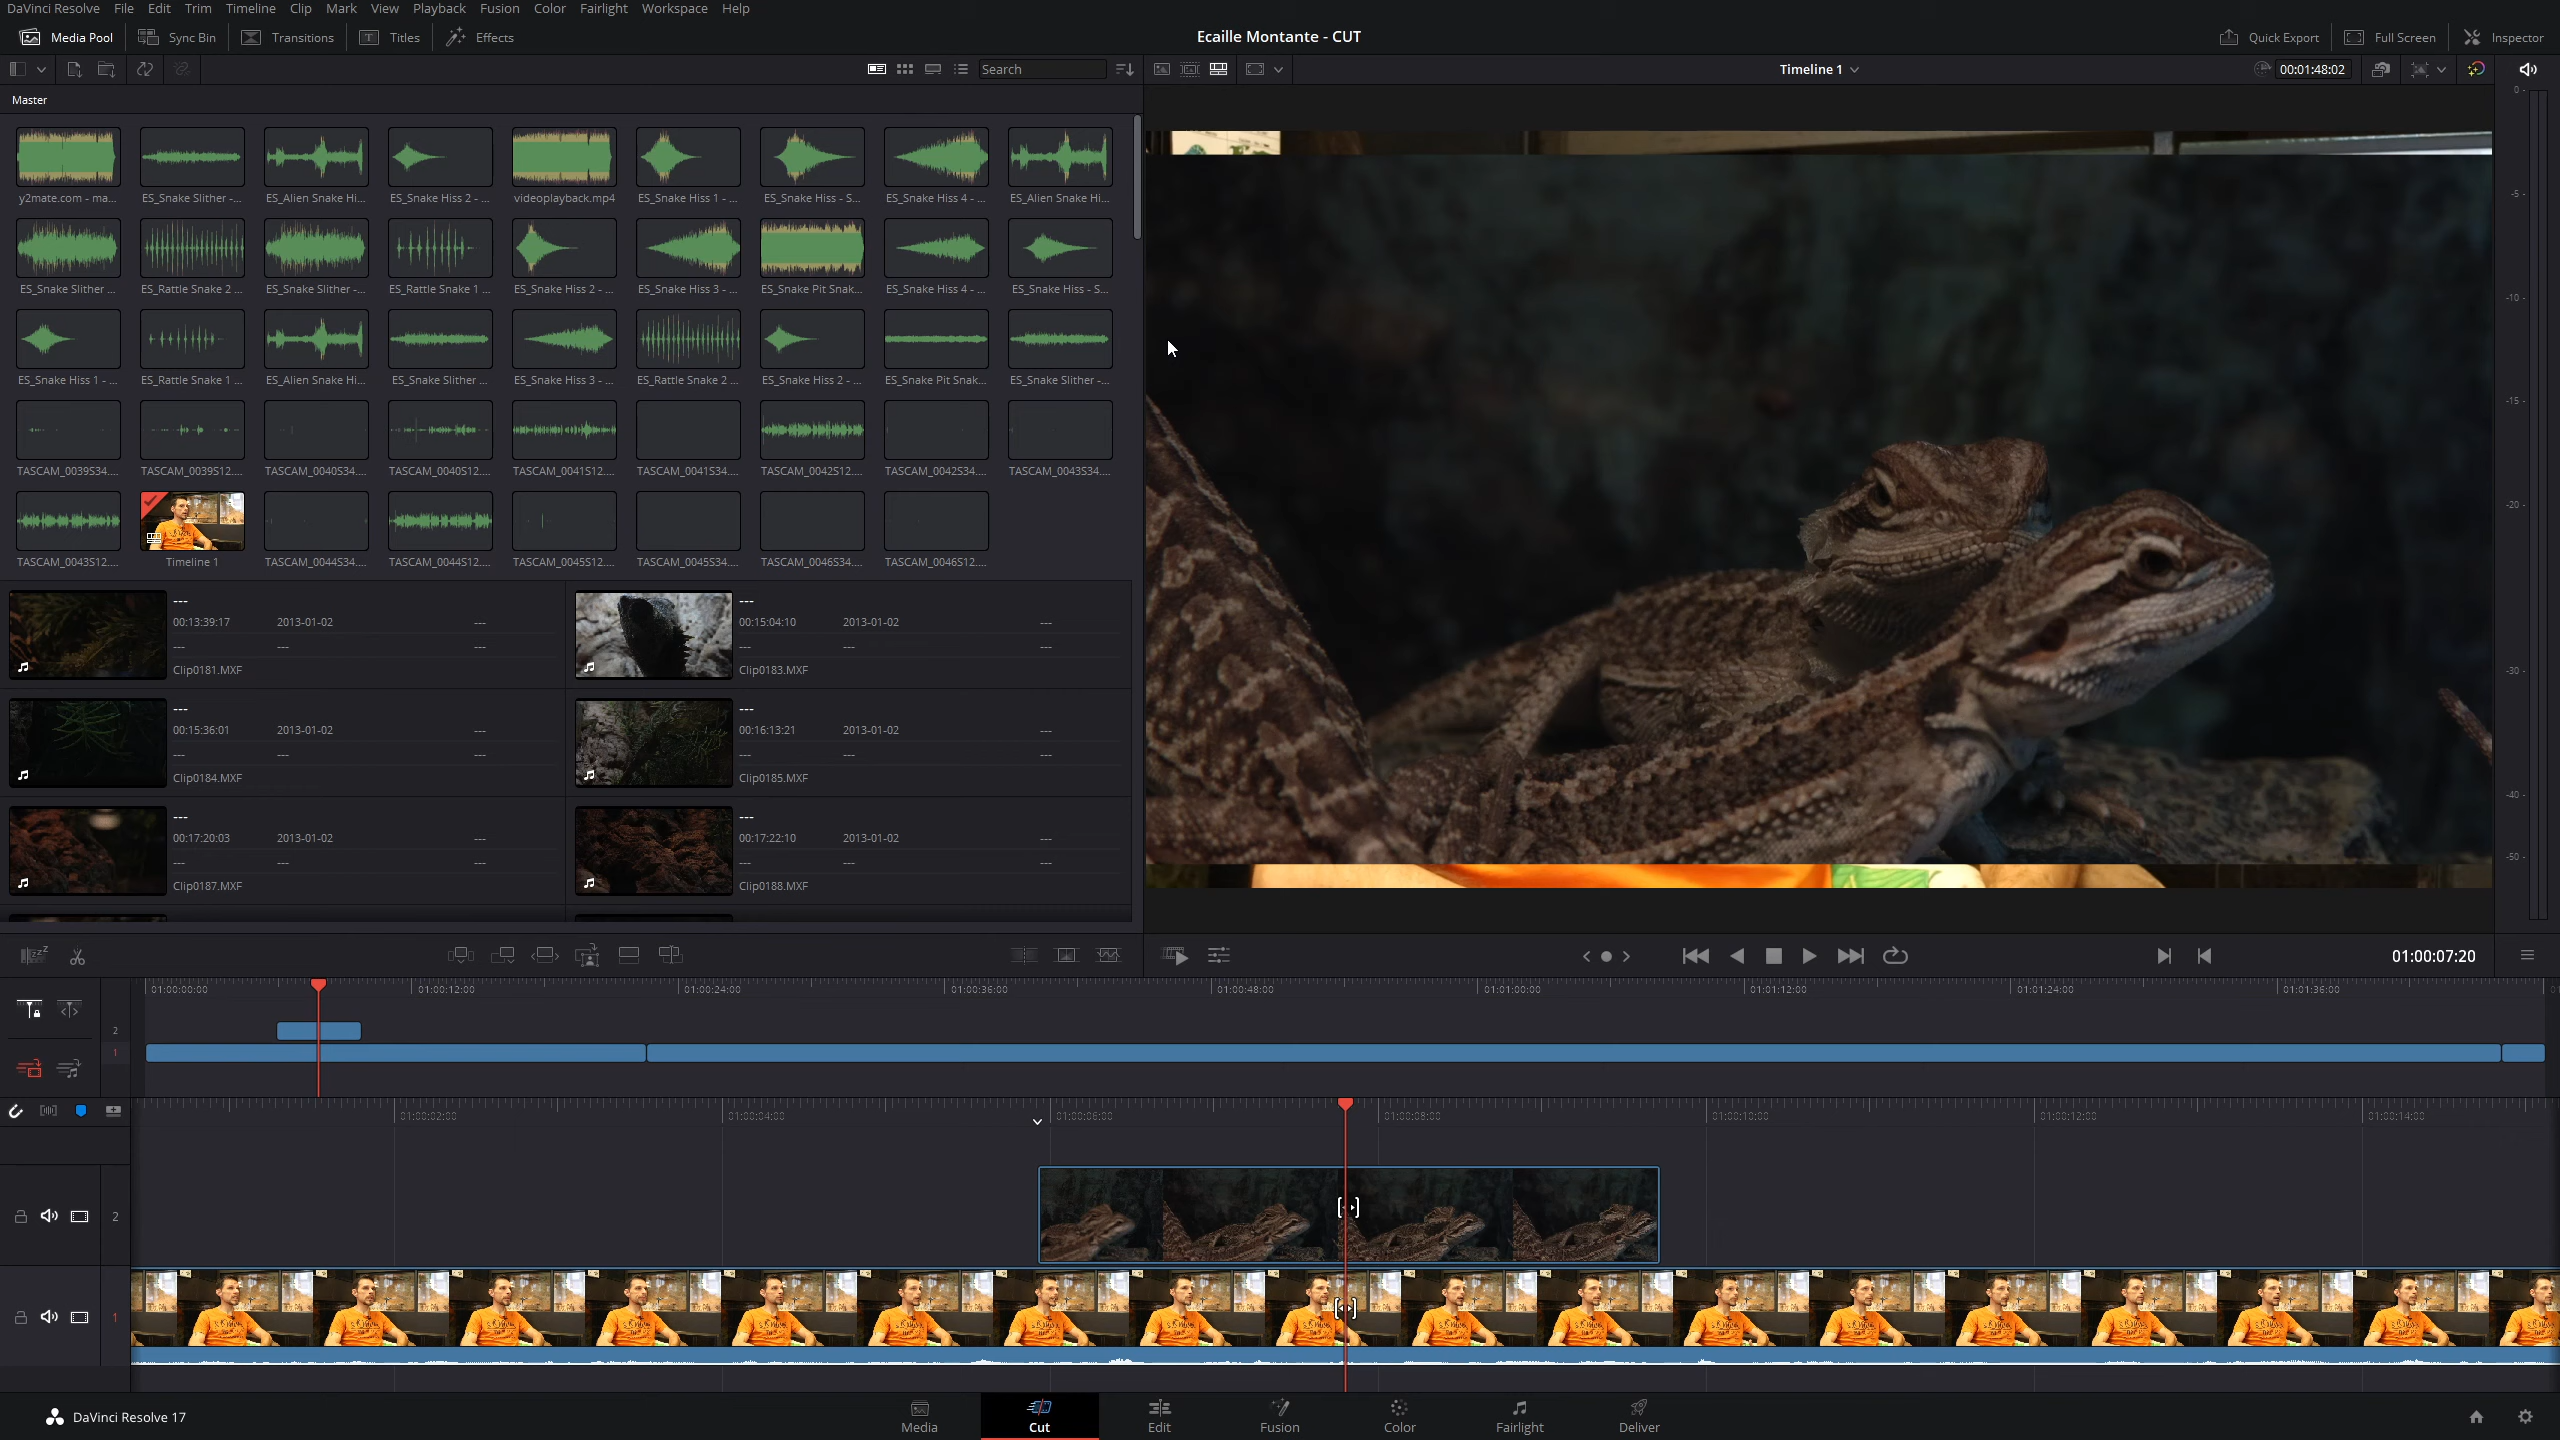 DaVinci Resolve File Edit Trim Timeline Clip Mark View Playback Fusion Color Fairlight Workspace Help
Media Pool Sync Bin Transitions Titles Effects Ecaille Montante - CUT Quick Export Full Screen Inspector
Search Timeline 1 00:01:48:02
Master
y2mate.com - ma... ES_Snake Slither -... ES_Alien Snake Hi... ES_Snake Hiss 2 - ... videoplayback.mp4 ES_Snake Hiss 1 - ... ES_Snake Hiss - S... ES_Snake Hiss 4 - ... ES_Alien Snake Hi...
ES_Snake Slither ... ES_Rattle Snake 2 ... ES_Snake Slither -... ES_Rattle Snake 1 ... ES_Snake Hiss 2 - ... ES_Snake Hiss 3 - ... ES_Snake Pit Snak... ES_Snake Hiss 4 - ... ES_Snake Hiss - S...
ES_Snake Hiss 1 - ... ES_Rattle Snake 1 ... ES_Alien Snake Hi... ES_Snake Slither ... ES_Snake Hiss 3 - ... ES_Rattle Snake 2 ... ES_Snake Hiss 2 - ... ES_Snake Pit Snak... ES_Snake Slither -...
TASCAM_0039S34.... TASCAM_0039S12.... TASCAM_0040S34.... TASCAM_0040S12.... TASCAM_0041S12.... TASCAM_0041S34.... TASCAM_0042S12.... TASCAM_0042S34.... TASCAM_0043S34....
TASCAM_0043S12.... Timeline 1 TASCAM_0044S34.... TASCAM_0044S12.... TASCAM_0045S12.... TASCAM_0045S34.... TASCAM_0046S34.... TASCAM_0046S12....
--- ---
00:13:39:17 2013-01-02 --- 00:15:04:10 2013-01-02 ---
--- --- --- --- --- ---
Clip0181.MXF Clip0183.MXF
--- ---
00:15:36:01 2013-01-02 --- 00:16:13:21 2013-01-02 ---
--- --- --- --- --- ---
Clip0184.MXF Clip0185.MXF
--- ---
00:17:20:03 2013-01-02 --- 00:17:22:10 2013-01-02 ---
--- --- --- --- --- ---
Clip0187.MXF Clip0188.MXF
0 -
-5 -
-10 -
-15 -
-20 -
-30 -
-40 -
-50 -
01:00:07:20
01:00:00:00 01:00:12:00 01:00:24:00 01:00:36:00 01:00:48:00 01:01:00:00 01:01:12:00 01:01:24:00 01:01:36:00
2
1
01:00:02:00 01:00:04:00 01:00:06:00 01:00:08:00 01:00:10:00 01:00:12:00 01:00:14:00
2
1
DaVinci Resolve 17 Media Cut Edit Fusion Color Fairlight Deliver